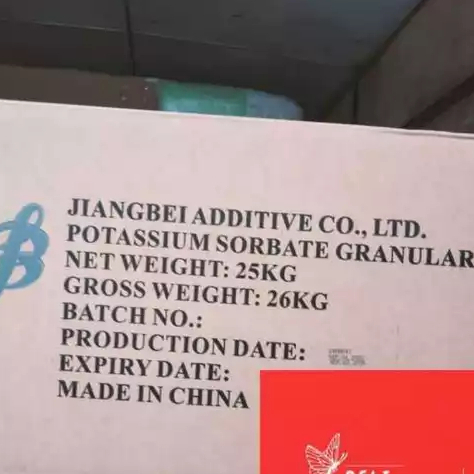 JIANGBEI ADDITIVE CO., LTD.
POTASSIUM SORBATE GRANULAR
NET WEIGHT: 25KG
GROSS WEIGHT: 26KG
BATCH NO.:
PRODUCTION DATE:
EXPIRY DATE:
MADE IN CHINA